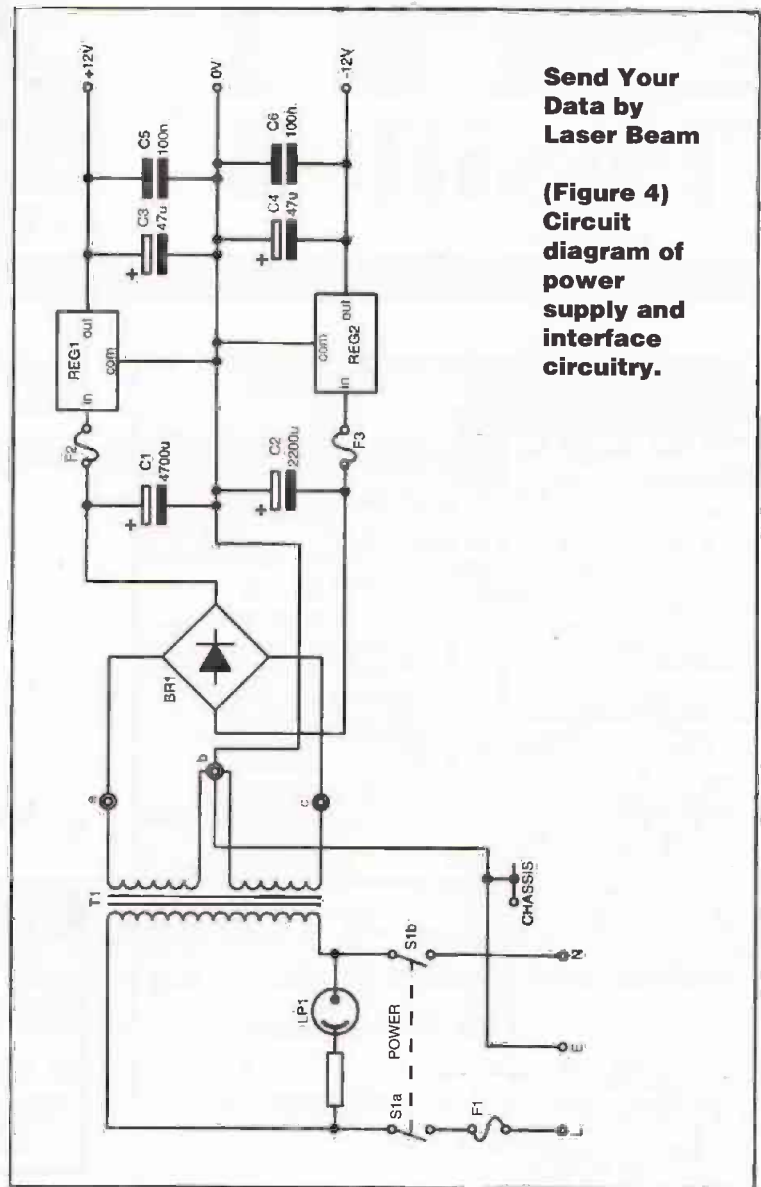 Send Your
Data by
Laser Beam
(Figure 4)
Circuit
diagram of
power
supply and
interface
circuitry.
+12V
0V
-12V
C5
100n
C6
100n
C3
47u
+
C4
47u
+
REG1
in
out
com
REG2
in
out
com
F2
F3
C1
4700u
+
C2
2200u
+
BR1
a
b
c
T1
CHASSIS
LP1
S1a
POWER
S1b
F1
L
E
N